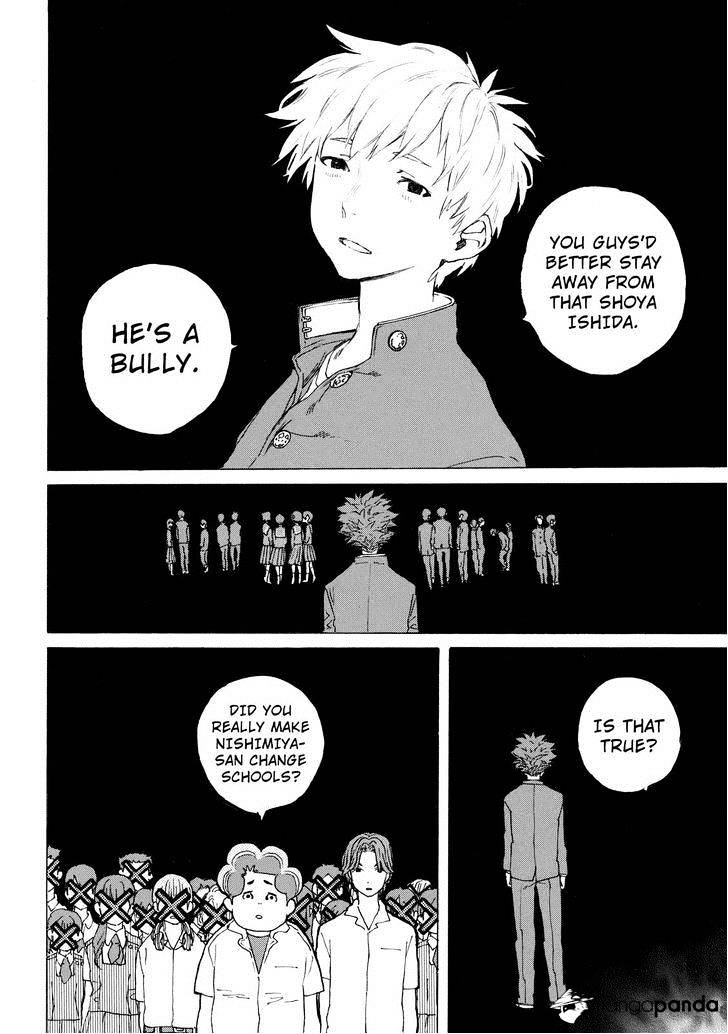 YOU GUYS'D
BETTER STAY
AWAY FROM
THAT SHOYA
ISHIDA.
HE'S A
BULLY.
IS THAT
TRUE?
DID YOU
REALLY MAKE
NISHIMIYA-
SAN CHANGE
SCHOOLS?
mangapanda